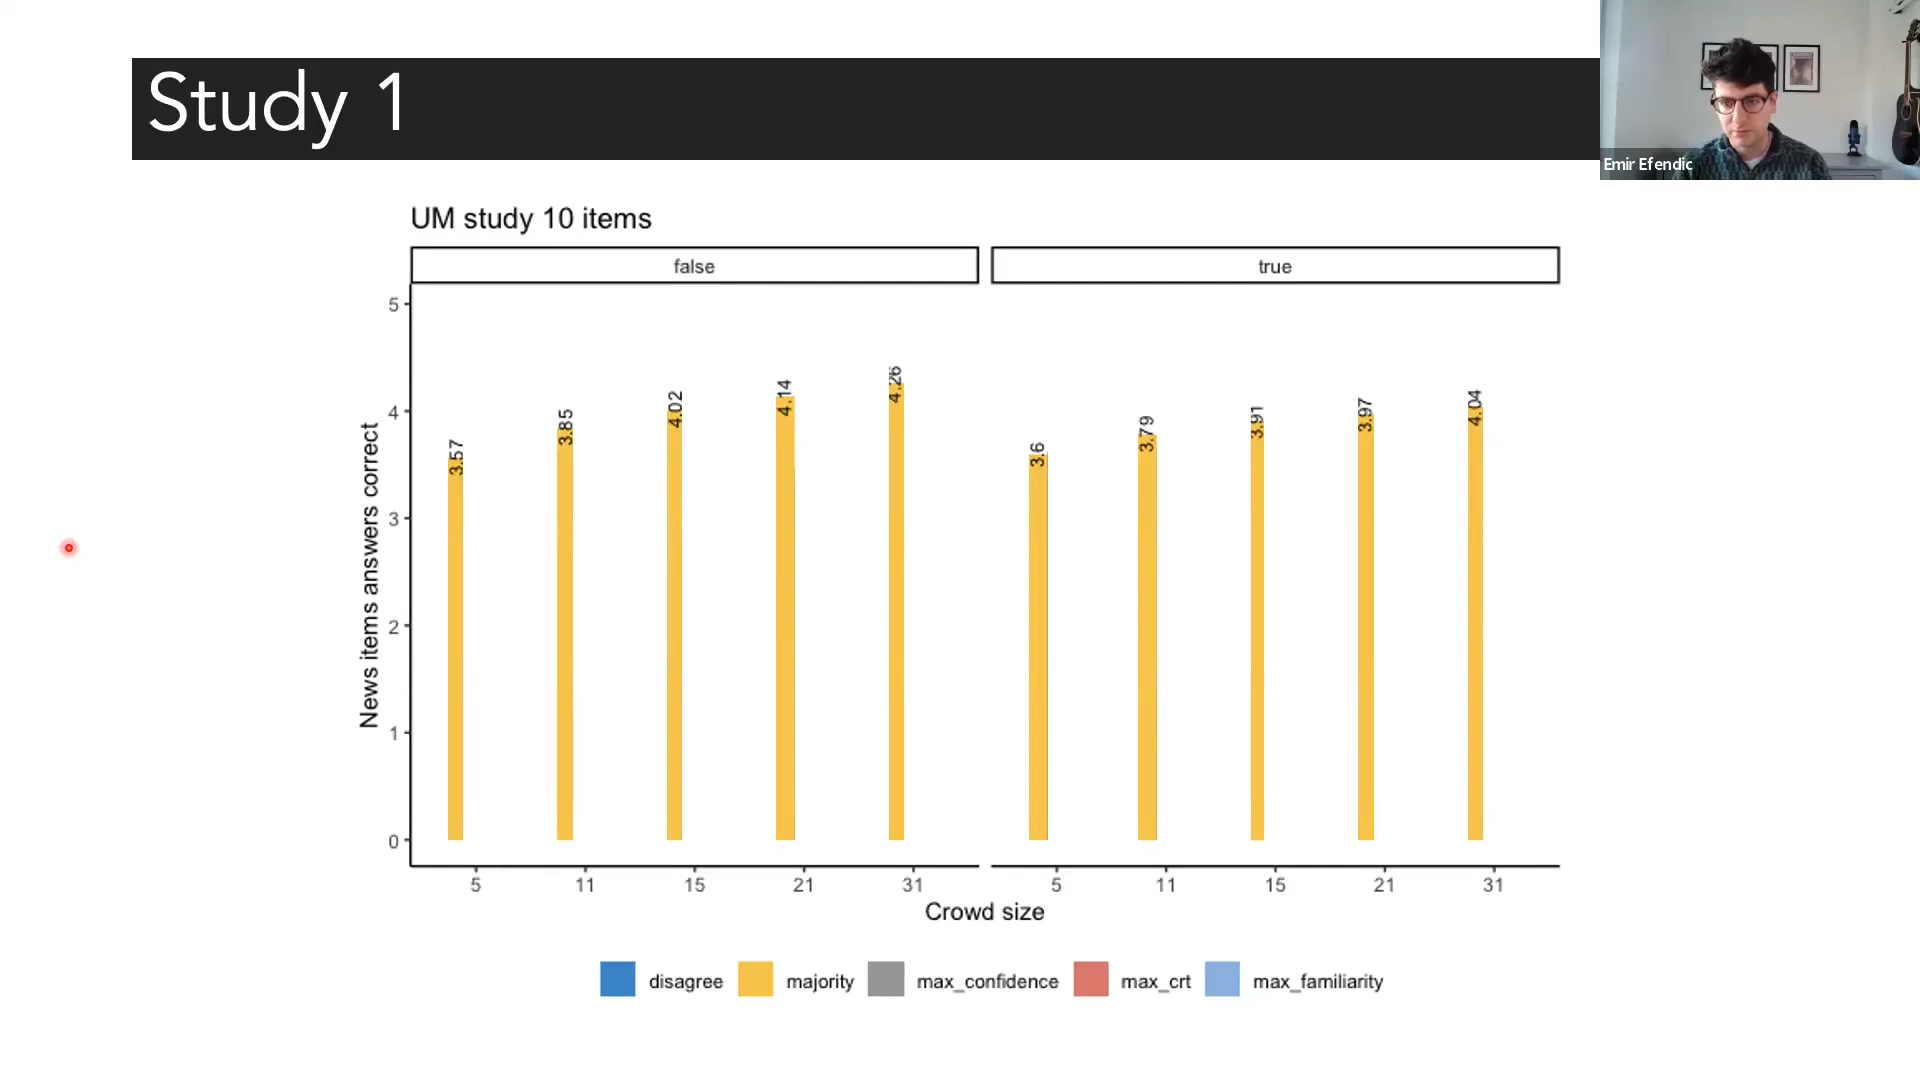 Study 1
Emir Efendic
UM study 10 items
false
true
5
4
3
2
1
0
News items answers correct
3.57
3.85
4.02
4.14
4.26
3.6
3.79
3.91
3.97
4.04
5
11
15
21
31
5
11
15
21
31
Crowd size
disagree
majority
max_confidence
max_crt
max_familiarity